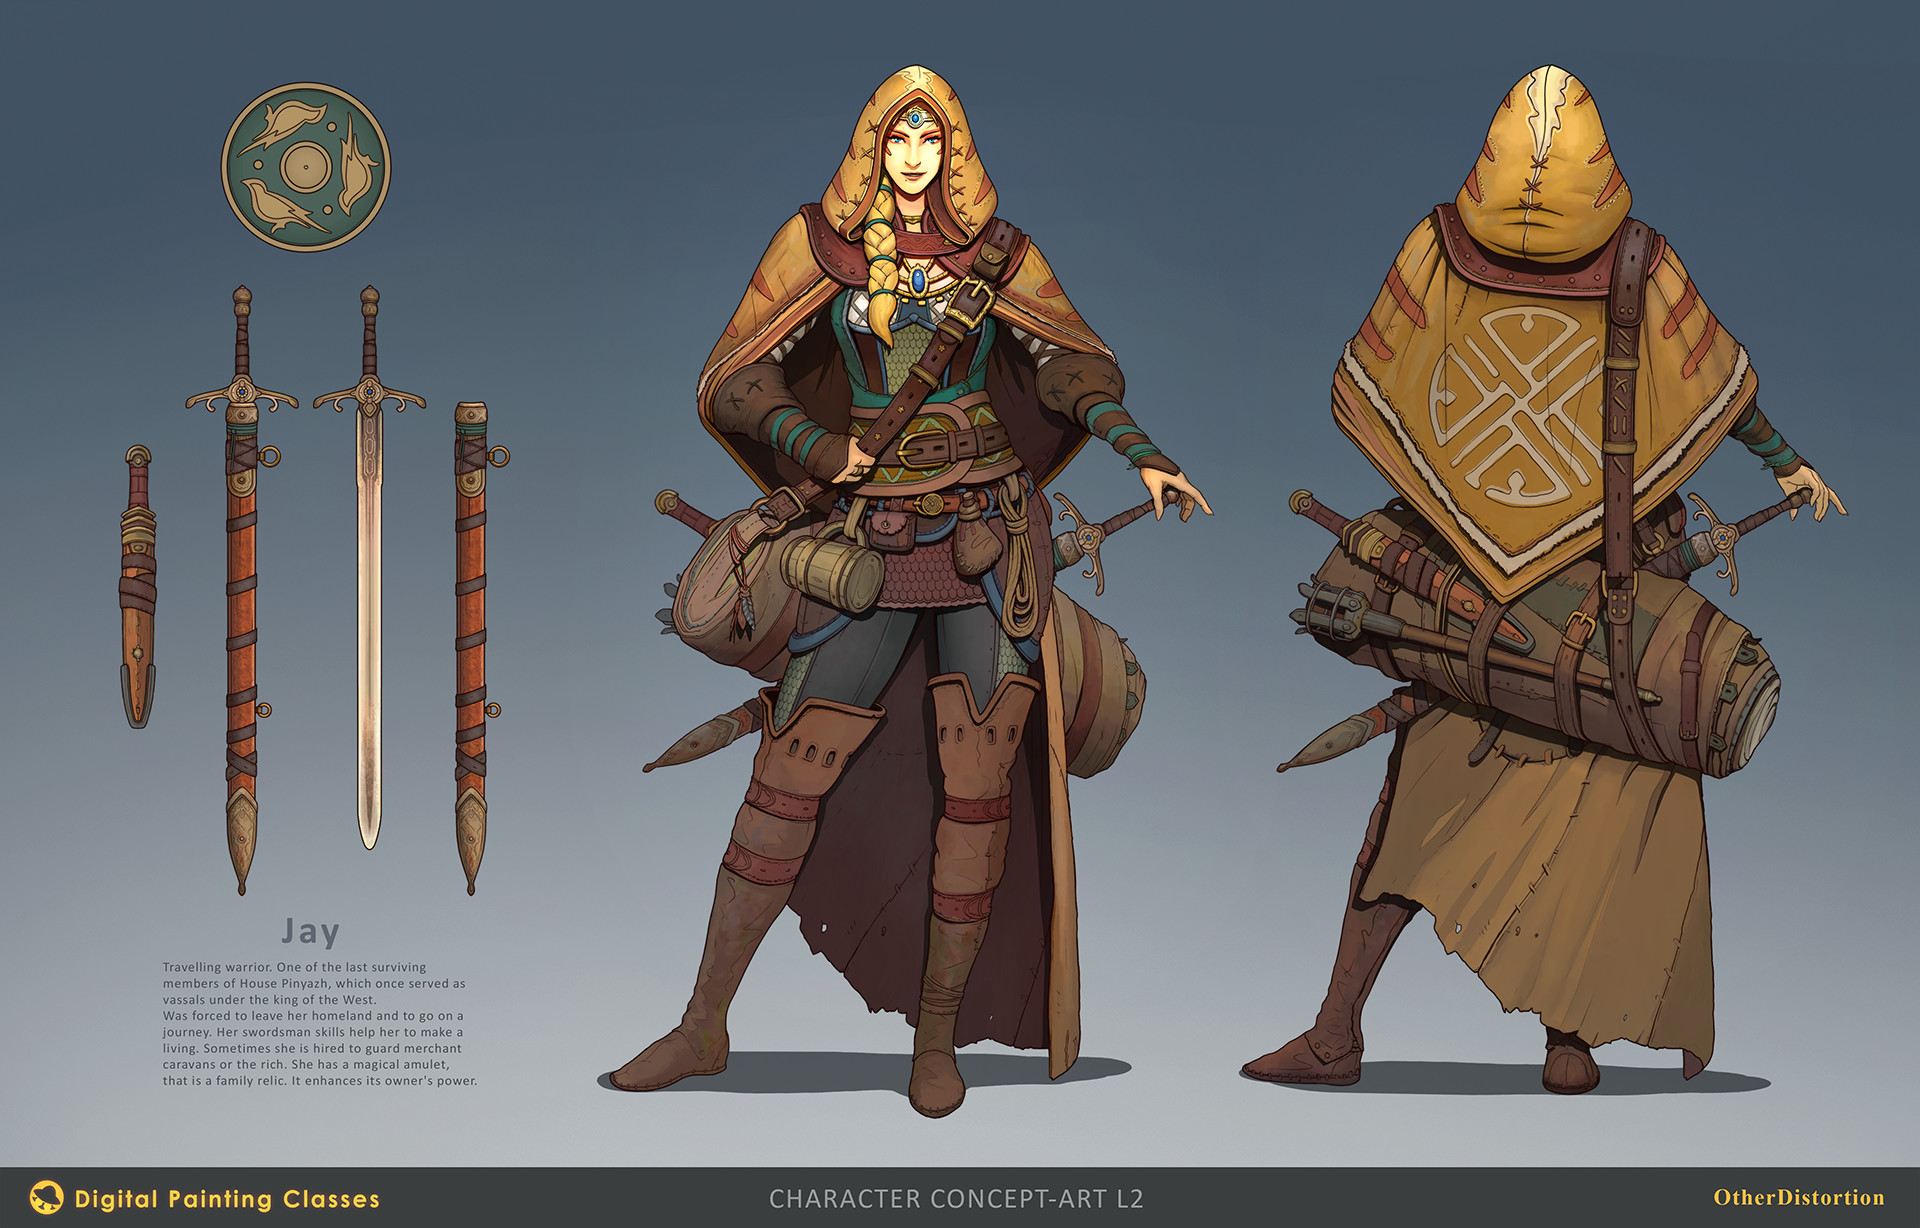 Jay
Travelling warrior. One of the last surviving
members of House Pinyazh, which once served as
vassals under the king of the West.
Was forced to leave her homeland and to go on a
journey. Her swordsman skills help her to make a
living. Sometimes she is hired to guard merchant
caravans or the rich. She has a magical amulet,
that is a family relic. It enhances its owner's power.
Digital Painting Classes
CHARACTER CONCEPT-ART L2
OtherDistortion